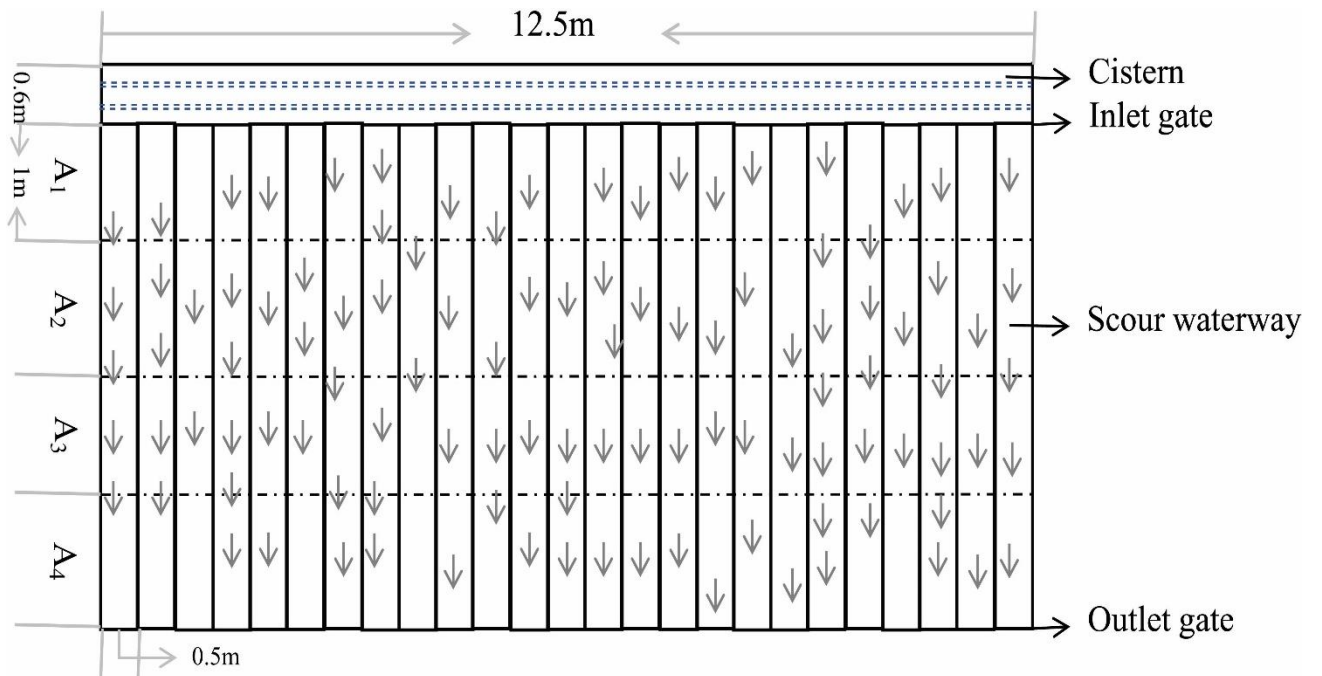 12.5m
0.6m
Cistern
Inlet gate
1m
A1
A2
Scour waterway
A3
A4
Outlet gate
0.5m